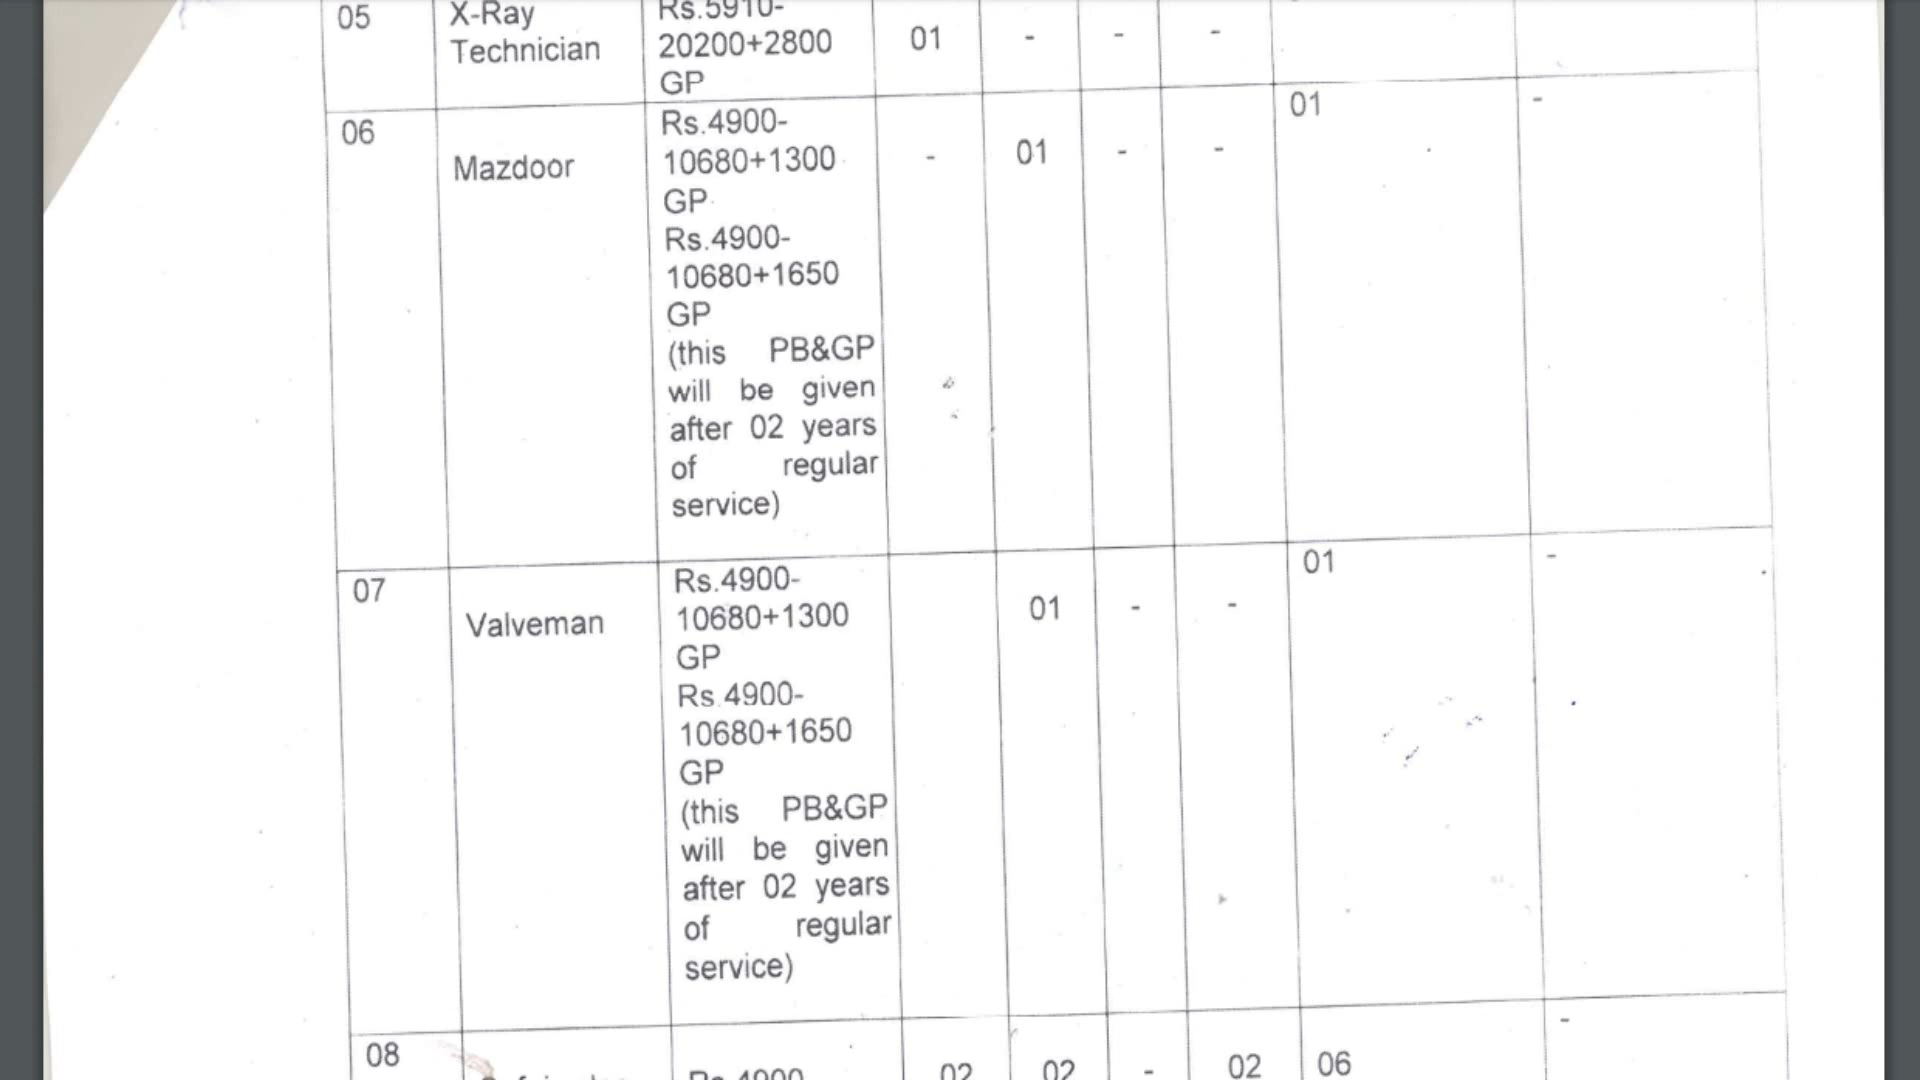 05 X-Ray Rs.5910-
Technician 20200+2800 01 - - -
GP
06 Rs.4900- 01 -
Mazdoor 10680+1300 - 01 - -
GP
Rs.4900-
10680+1650
GP
(this PB&GP
will be given
after 02 years
of regular
service)
07 Rs.4900- 01 -
Valveman 10680+1300 01 - -
GP
Rs.4900-
10680+1650
GP
(this PB&GP
will be given
after 02 years
of regular
service)
08 -
Rs.4900 02 02 - 02 06